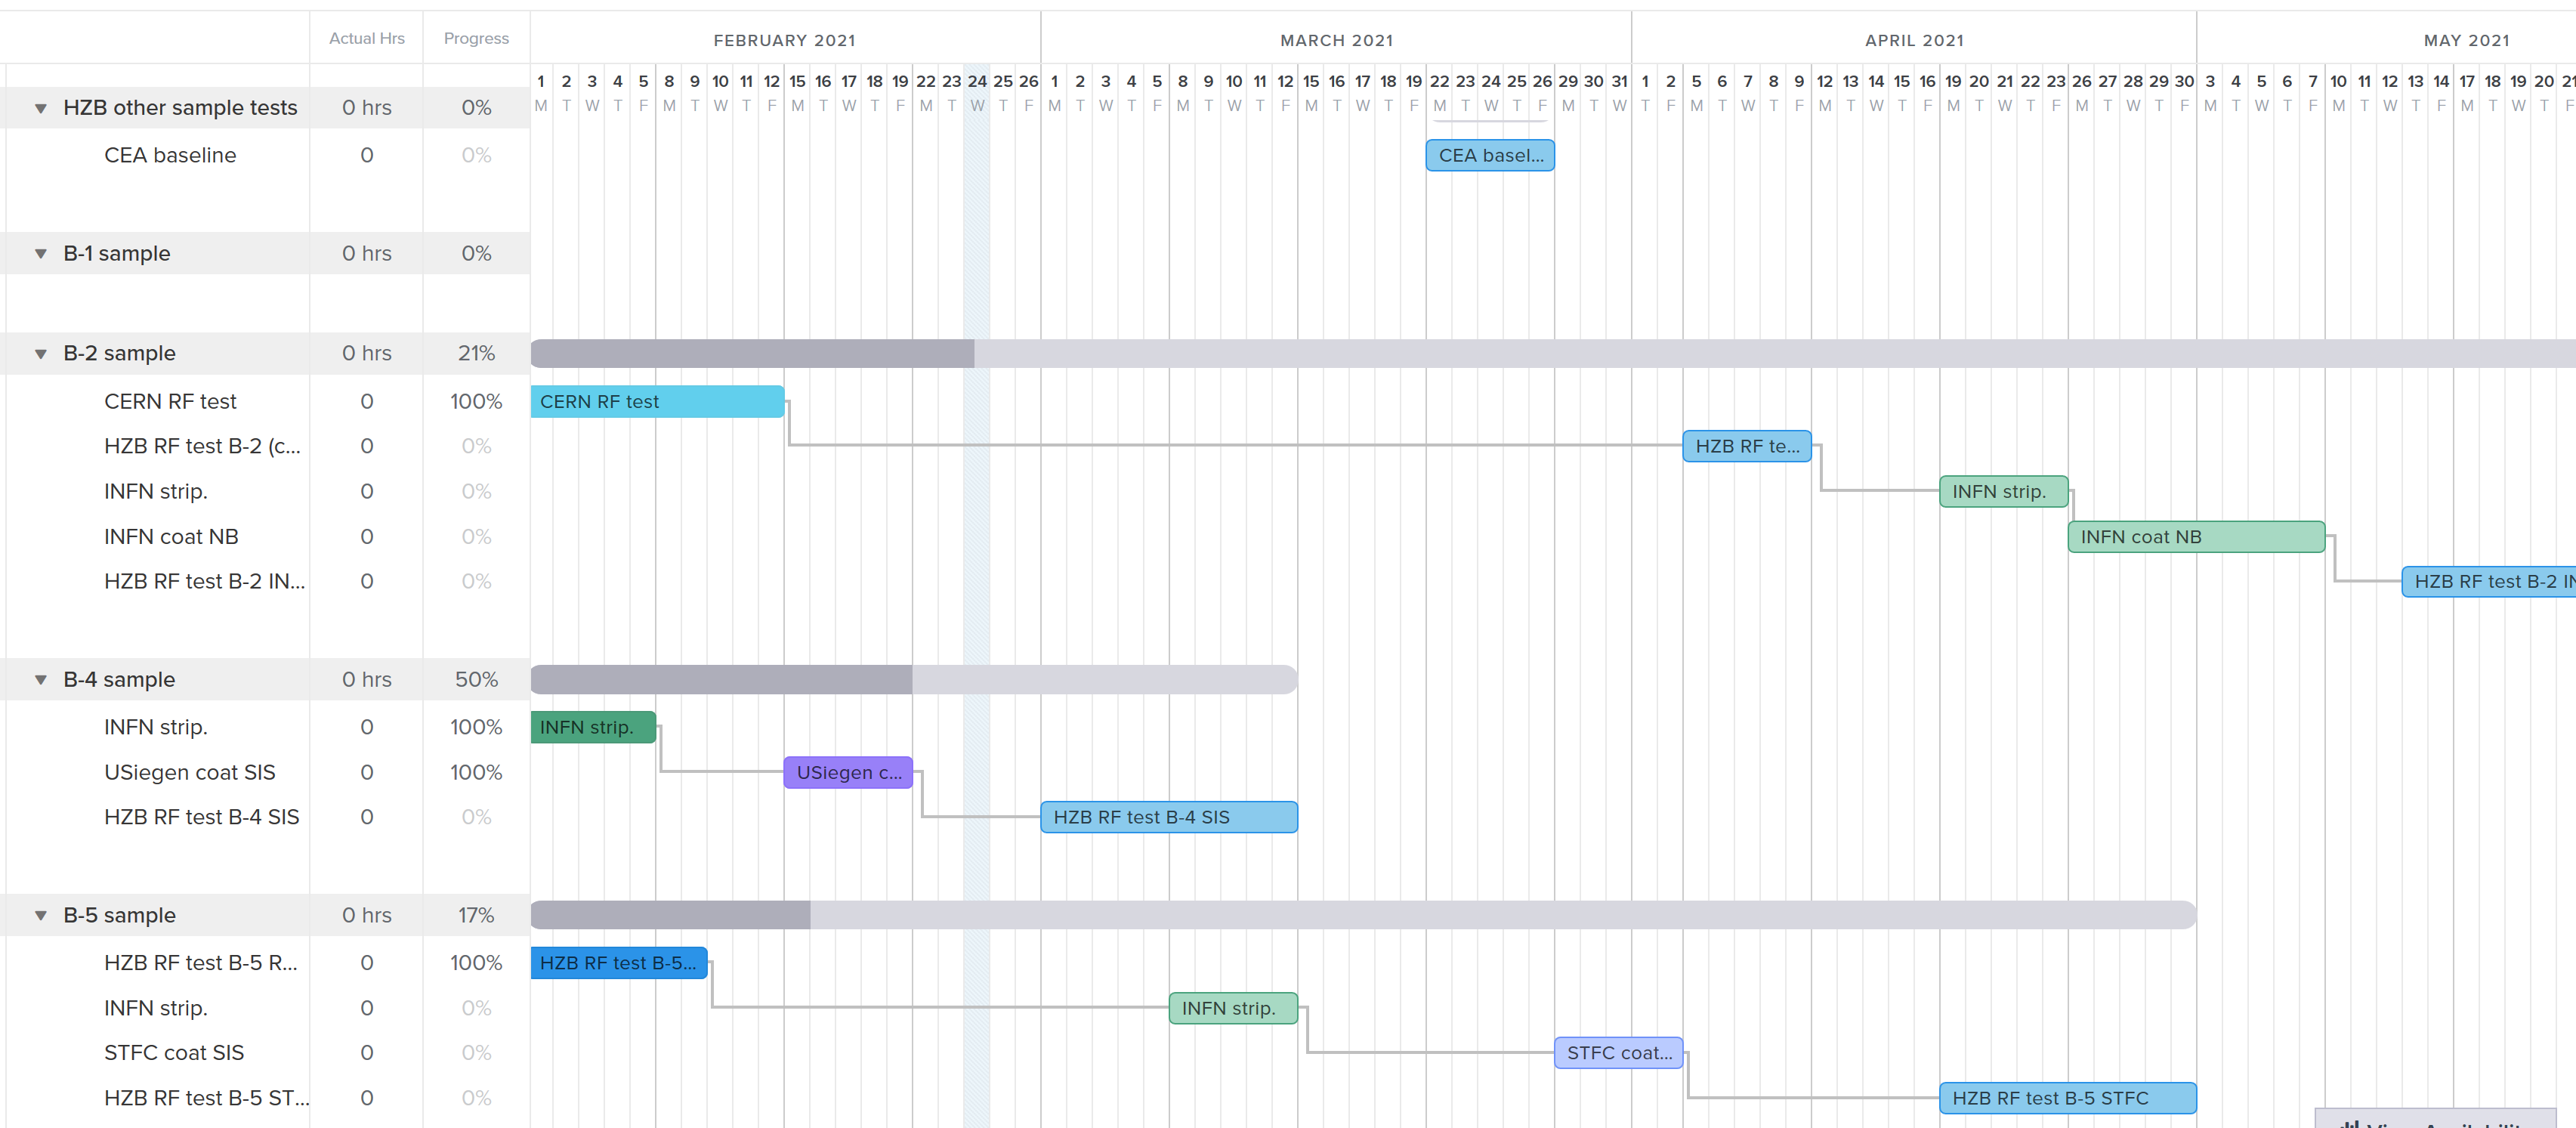 Actual Hrs Progress FEBRUARY 2021 MARCH 2021 APRIL 2021 MAY 2021
1 2 3 4 5 8 9 10 11 12 15 16 17 18 19 22 23 24 25 26 1 2 3 4 5 8 9 10 11 12 15 16 17 18 19 22 23 24 25 26 29 30 31 1 2 5 6 7 8 9 12 13 14 15 16 19 20 21 22 23 26 27 28 29 30 3 4 5 6 7 10 11 12 13 14 17 18 19 20 21
M T W T F M T W T F M T W T F M T W T F M T W T F M T W T F M T W T F M T W T F M T W T F M T W T F M T W T F M T W T F M T W T F M T W T F M T W T F M T W T F
HZB other sample tests 0 hrs 0%
CEA baseline 0 0% CEA basel...
B-1 sample 0 hrs 0%
B-2 sample 0 hrs 21%
CERN RF test 0 100% CERN RF test
HZB RF test B-2 (c... 0 0% HZB RF te...
INFN strip. 0 0% INFN strip.
INFN coat NB 0 0% INFN coat NB
HZB RF test B-2 IN... 0 0% HZB RF test B-2 IN
B-4 sample 0 hrs 50%
INFN strip. 0 100% INFN strip.
USiegen coat SIS 0 100% USiegen c...
HZB RF test B-4 SIS 0 0% HZB RF test B-4 SIS
B-5 sample 0 hrs 17%
HZB RF test B-5 R... 0 100% HZB RF test B-5...
INFN strip. 0 0% INFN strip.
STFC coat SIS 0 0% STFC coat...
HZB RF test B-5 ST... 0 0% HZB RF test B-5 STFC